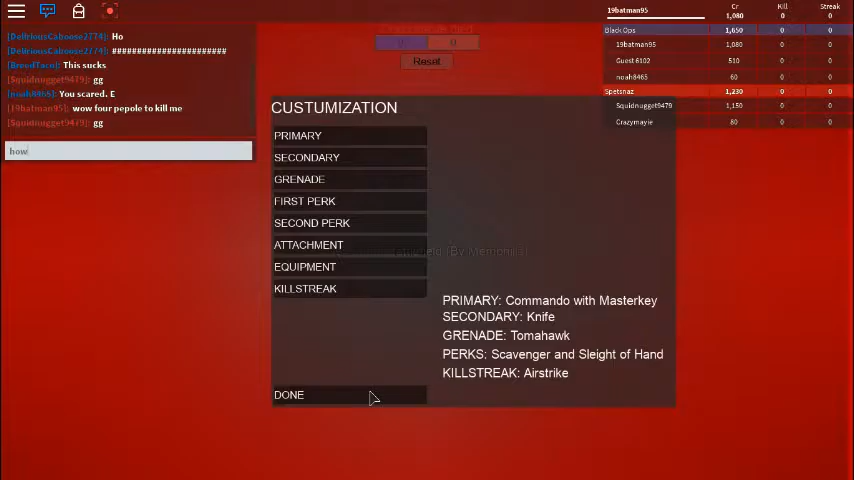 19batman95 Cr Kill Streak
1,080 0 0
[DeliriousCaboose2774]: Ho
[DeliriousCaboose2774]: #######################
[BreedTaco]: This sucks
[Squidnugget9479]: gg
[noah8465]: You scared. E
[19batman95]: wow four pepole to kill me
[Squidnugget9479]: gg
how
0 0
Reset
Black Ops 1,650 0 0
19batman95 1,080 0 0
Guest 6102 510 0 0
noah8465 60 0 0
Spetsnaz 1,230 0 0
Squidnugget9479 1,150 0 0
Crazymayie 80 0 0
CUSTUMIZATION
PRIMARY
SECONDARY
GRENADE
FIRST PERK
SECOND PERK
ATTACHMENT
EQUIPMENT
KILLSTREAK
PRIMARY: Commando with Masterkey
SECONDARY: Knife
GRENADE: Tomahawk
PERKS: Scavenger and Sleight of Hand
KILLSTREAK: Airstrike
DONE